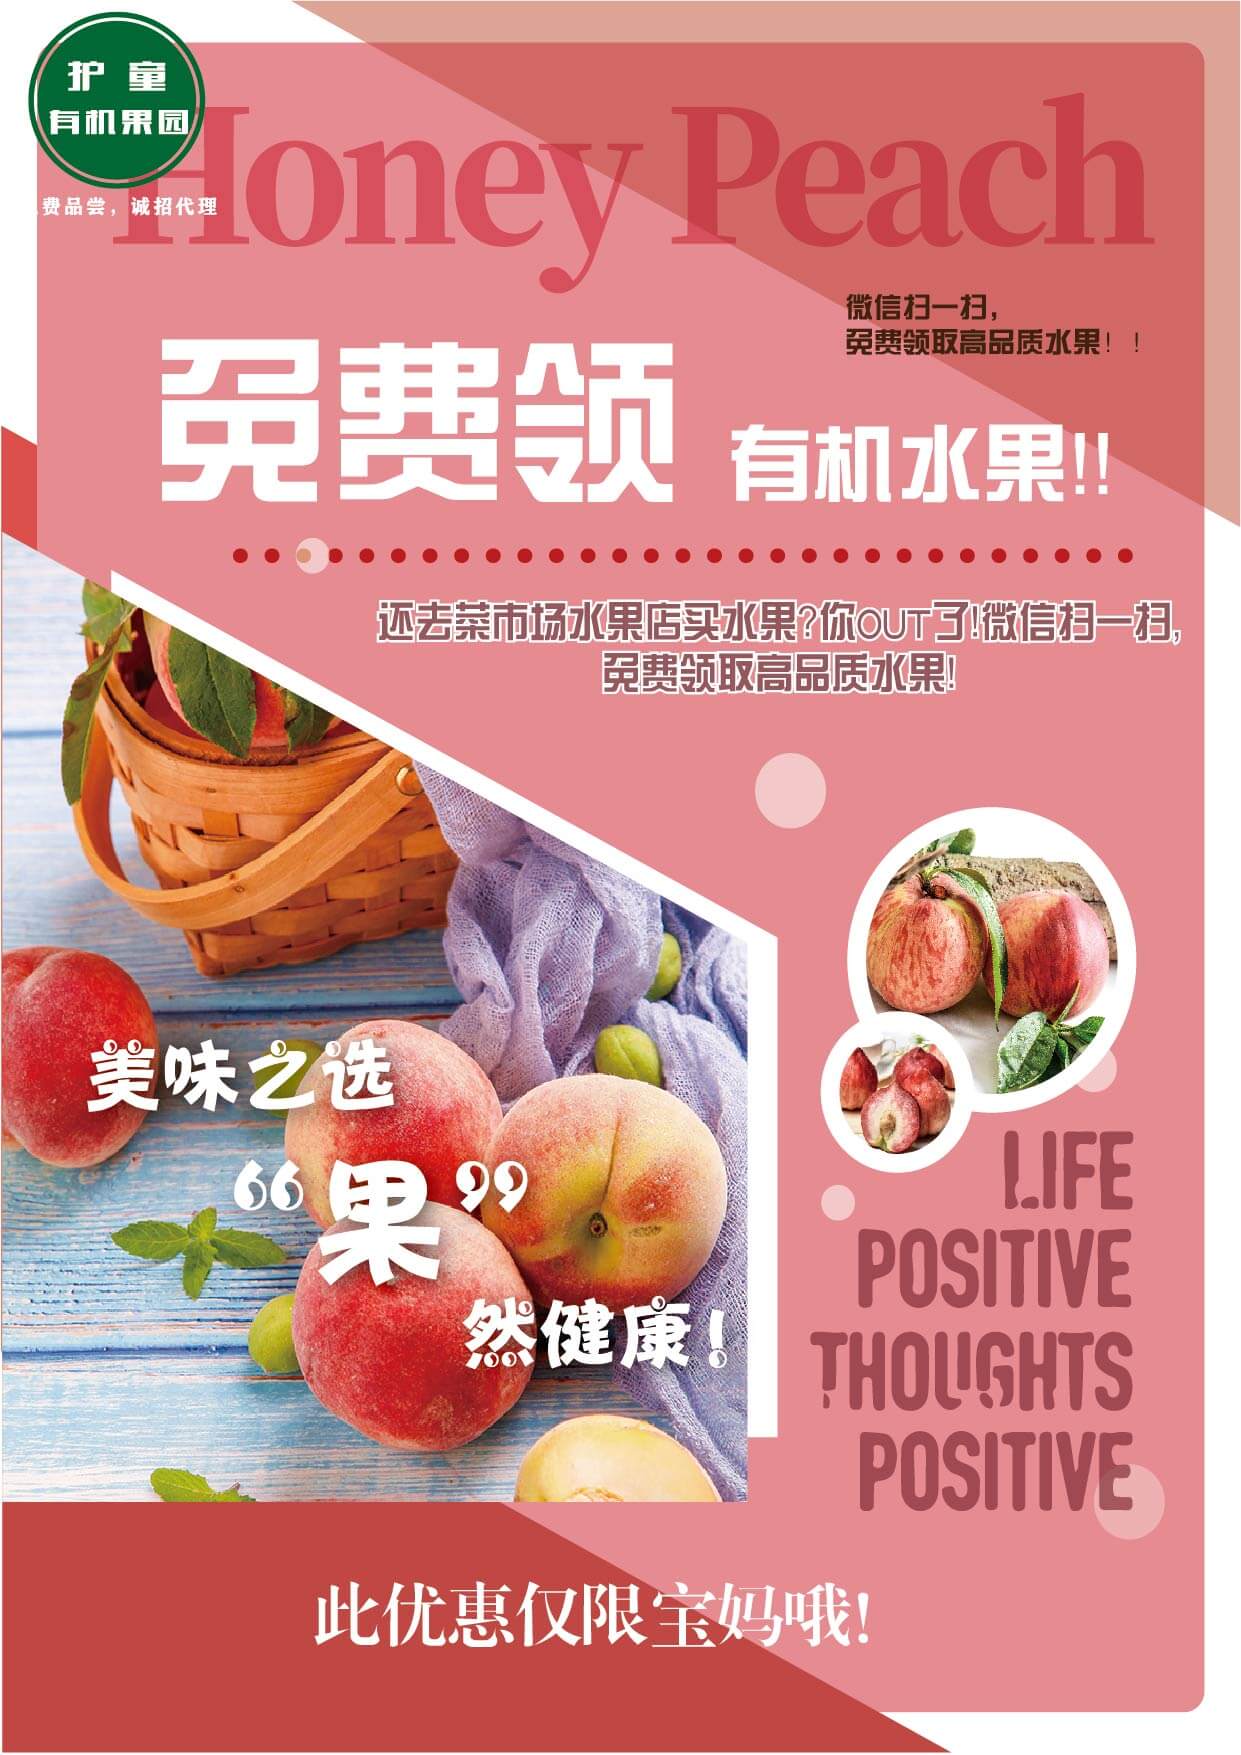 护 童
有机果园
费品尝，诚招代理
Honey Peach
微信扫一扫，
免费领取高品质水果！！
免费领 有机水果!!
还去菜市场水果店买水果?你OUT了!微信扫一扫,
免费领取高品质水果!
美味之选
“果”
然健康!
LIFE
POSITIVE
THOUGHTS
POSITIVE
此优惠仅限宝妈哦!